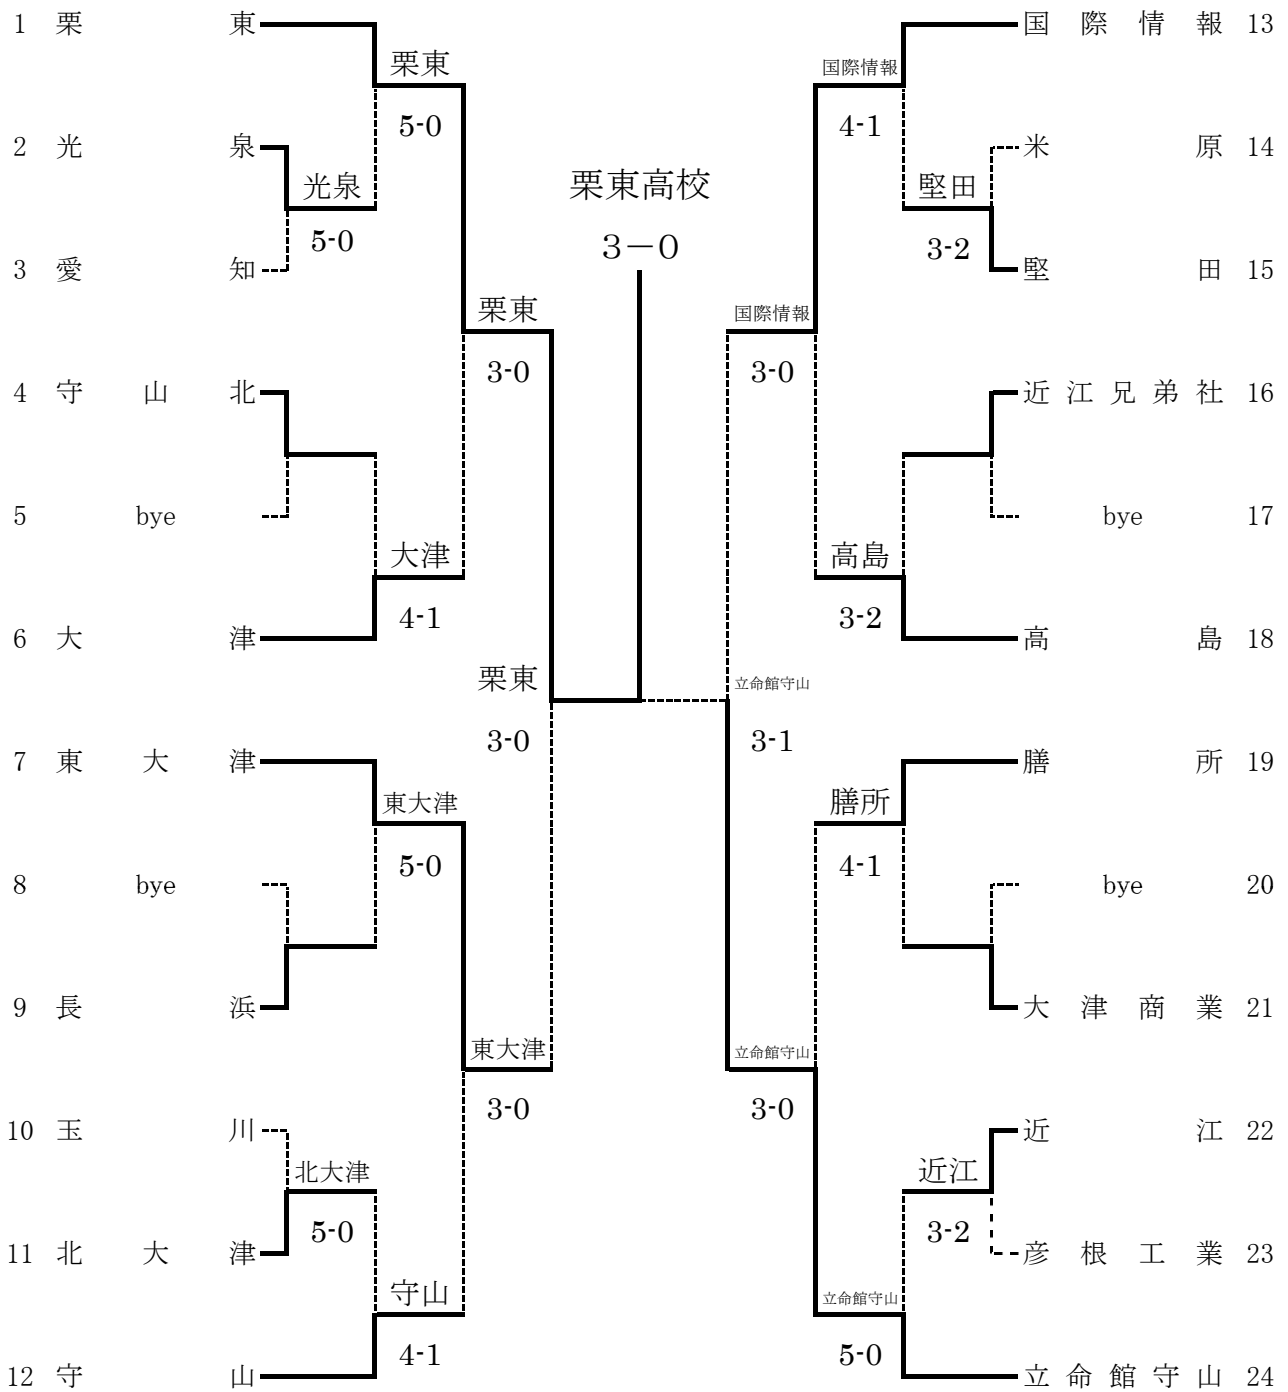 1 栗 東
国 際 情 報 13
栗東
国際情報
5-0
4-1
2 光 泉
米 原 14
光泉
栗東高校
堅田
5-0
3－0
3-2
3 愛 知
堅 田 15
栗東
国際情報
3-0
3-0
4 守 山 北
近 江 兄 弟 社 16
5 bye
bye 17
大津
高島
4-1
3-2
6 大 津
高 島 18
栗東
立命館守山
3-0
3-1
7 東 大 津
膳 所 19
東大津
膳所
5-0
4-1
8 bye
bye 20
9 長 浜
大 津 商 業 21
東大津
立命館守山
3-0
3-0
10 玉 川
近 江 22
北大津
近江
5-0
3-2
11 北 大 津
彦 根 工 業 23
守山
立命館守山
4-1
5-0
12 守 山
立 命 館 守 山 24